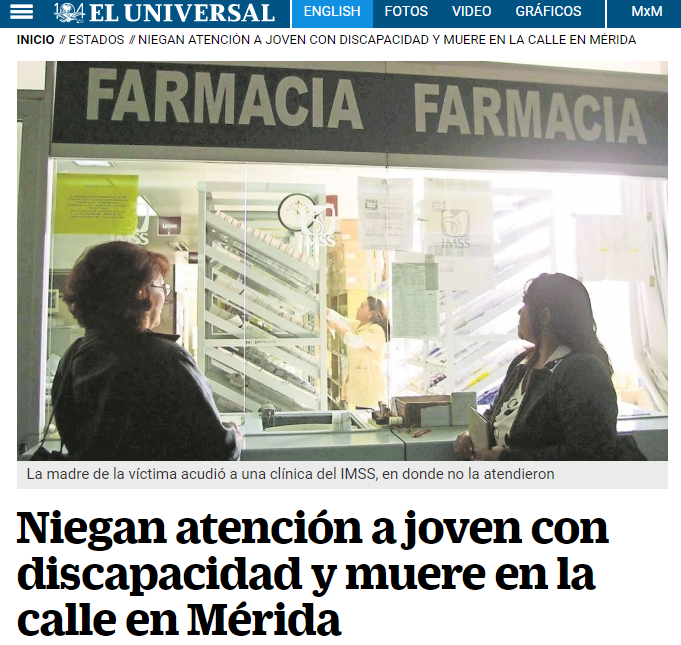 EL UNIVERSAL ENGLISH FOTOS VIDEO GRÁFICOS MxM
INICIO // ESTADOS // NIEGAN ATENCIÓN A JOVEN CON DISCAPACIDAD Y MUERE EN LA CALLE EN MÉRIDA
FARMACIA FARMACIA
IMSS IMSS IMSS
La madre de la víctima acudió a una clínica del IMSS, en donde no la atendieron
Niegan atención a joven con
discapacidad y muere en la
calle en Mérida